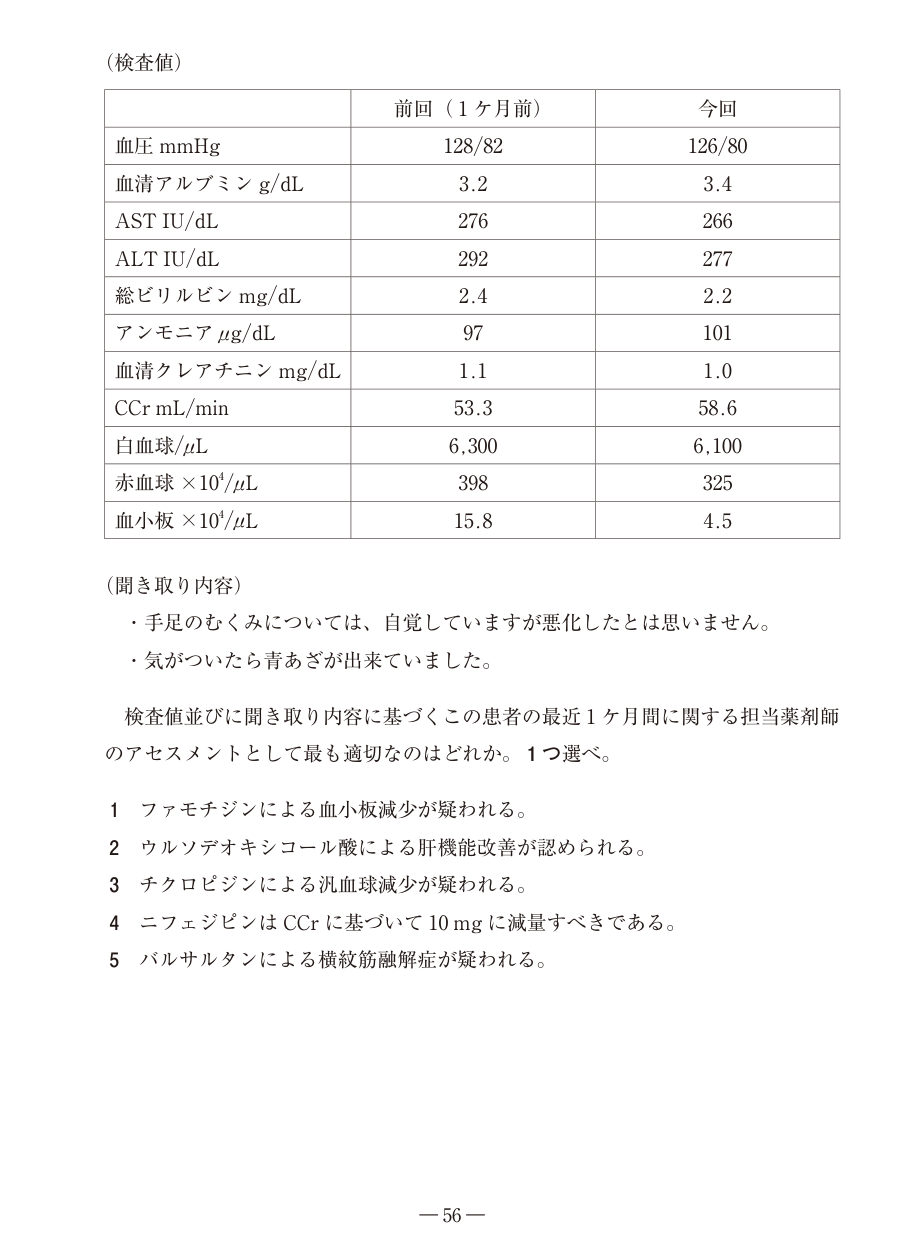 （検査値）
前回（１ケ月前） 今回
血圧 mmHg 128/82 126/80
血清アルブミン g/dL 3.2 3.4
AST IU/dL 276 266
ALT IU/dL 292 277
総ビリルビン mg/dL 2.4 2.2
アンモニア μg/dL 97 101
血清クレアチニン mg/dL 1.1 1.0
CCr mL/min 53.3 58.6
白血球/μL 6,300 6,100
赤血球 ×10⁴/μL 398 325
血小板 ×10⁴/μL 15.8 4.5
（聞き取り内容）
・手足のむくみについては、自覚していますが悪化したとは思いません。
・気がついたら青あざが出来ていました。
検査値並びに聞き取り内容に基づくこの患者の最近１ケ月間に関する担当薬剤師
のアセスメントとして最も適切なのはどれか。１つ選べ。
1 ファモチジンによる血小板減少が疑われる。
2 ウルソデオキシコール酸による肝機能改善が認められる。
3 チクロピジンによる汎血球減少が疑われる。
4 ニフェジピンは CCr に基づいて 10 mg に減量すべきである。
5 バルサルタンによる横紋筋融解症が疑われる。
― 56 ―